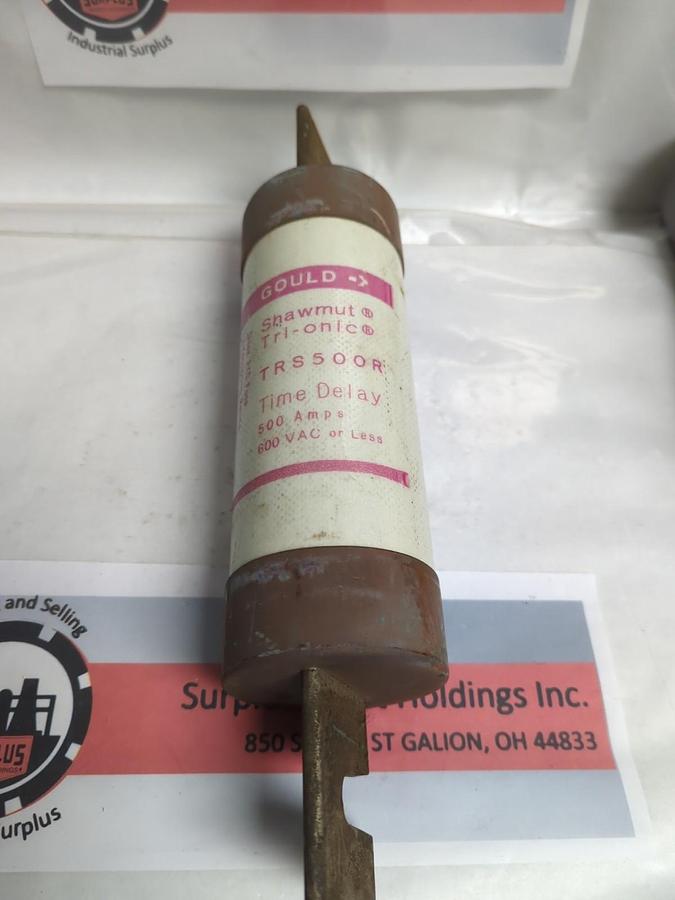 Industrial Surplus
GOULD
Shawmut ®
Tri-onic®
TRS500R
Time Delay
500 Amps
600 VAC or Less
and Selling
Holdings Inc.
850 S ST GALION, OH 44833